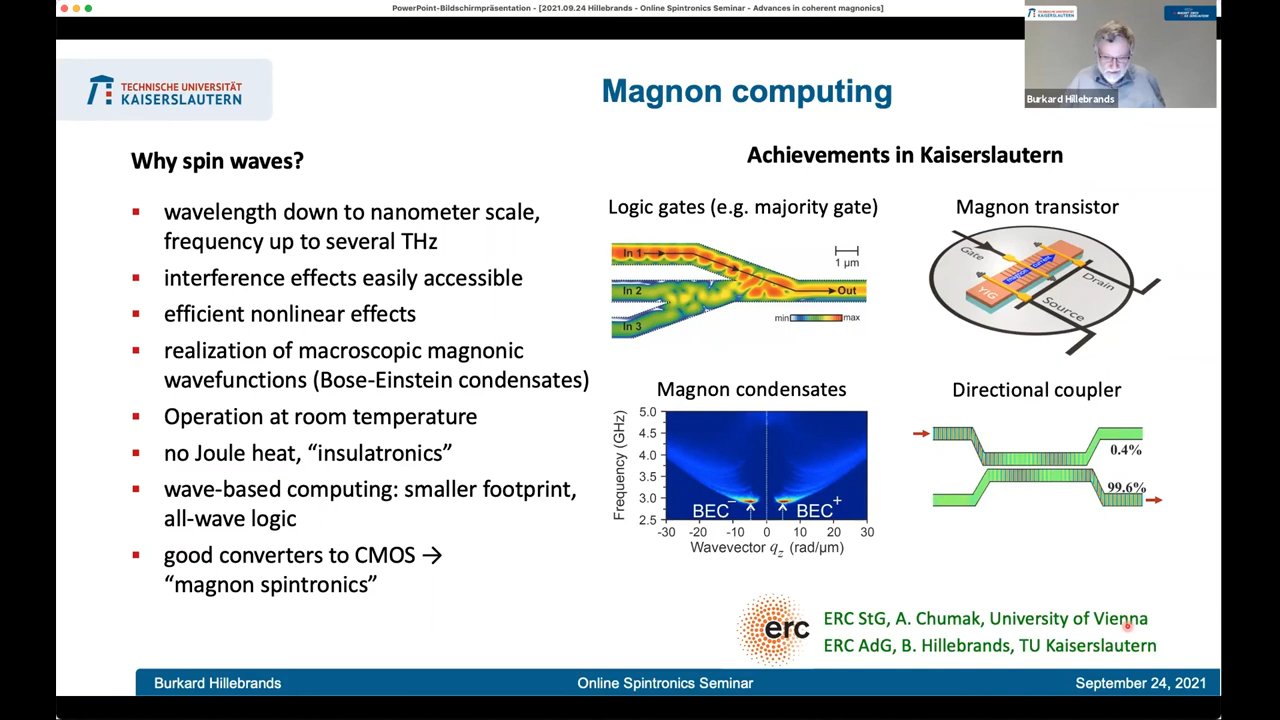 PowerPoint-Bildschirmpräsentation - [2021.09.24 Hillebrands - Online Spintronics Seminar - Advances in coherent magnonics]
TECHNISCHE UNIVERSITÄT
KAISERSLAUTERN
Magnon computing
Burkard Hillebrands
Why spin waves?
wavelength down to nanometer scale,
frequency up to several THz
interference effects easily accessible
efficient nonlinear effects
realization of macroscopic magnonic
wavefunctions (Bose-Einstein condensates)
Operation at room temperature
no Joule heat, “insulatronics”
wave-based computing: smaller footprint,
all-wave logic
good converters to CMOS →
“magnon spintronics”
Achievements in Kaiserslautern
Logic gates (e.g. majority gate)
In 1
In 2
In 3
Out
1 µm
min
max
Magnon transistor
Gate
YIG
Drain
Source
Magnon condensates
Frequency (GHz)
5.0
4.5
4.0
3.5
3.0
2.5
BEC⁻
BEC⁺
-30 -20 -10 0 10 20 30
Wavevector q_z (rad/µm)
Directional coupler
0.4%
99.6%
erc
ERC StG, A. Chumak, University of Vienna
ERC AdG, B. Hillebrands, TU Kaiserslautern
Burkard Hillebrands
Online Spintronics Seminar
September 24, 2021